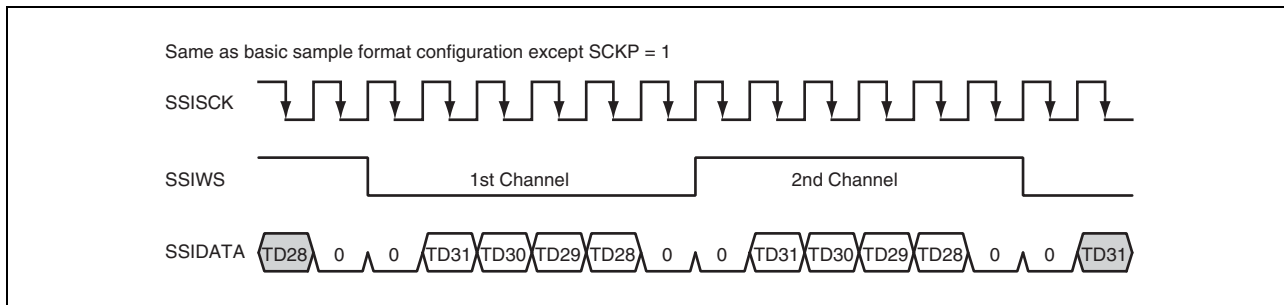 Same as basic sample format configuration except SCKP = 1
SSISCK
SSIWS 1st Channel 2nd Channel
SSIDATA TD28 0 0 TD31 TD30 TD29 TD28 0 0 TD31 TD30 TD29 TD28 0 0 TD31